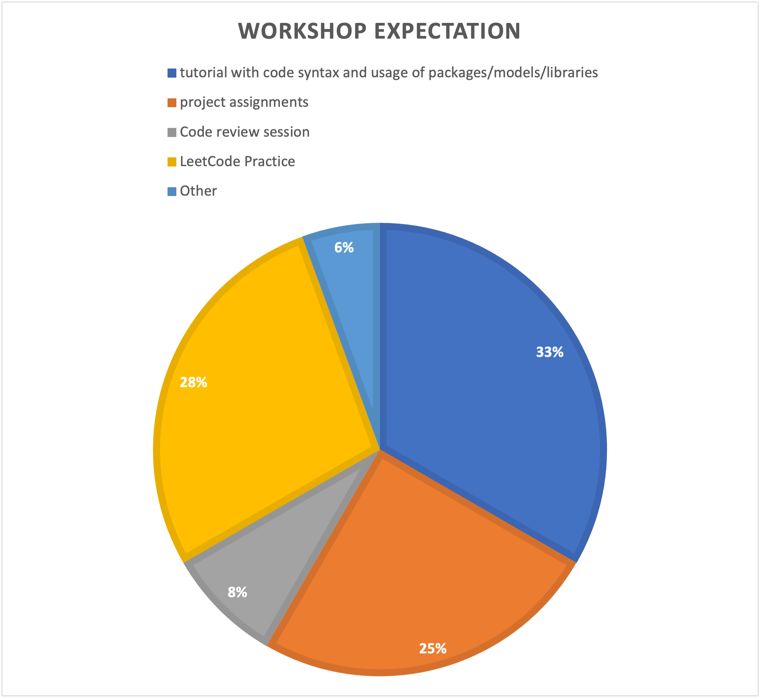 WORKSHOP EXPECTATION
tutorial with code syntax and usage of packages/models/libraries
project assignments
Code review session
LeetCode Practice
Other
6%
33%
28%
8%
25%